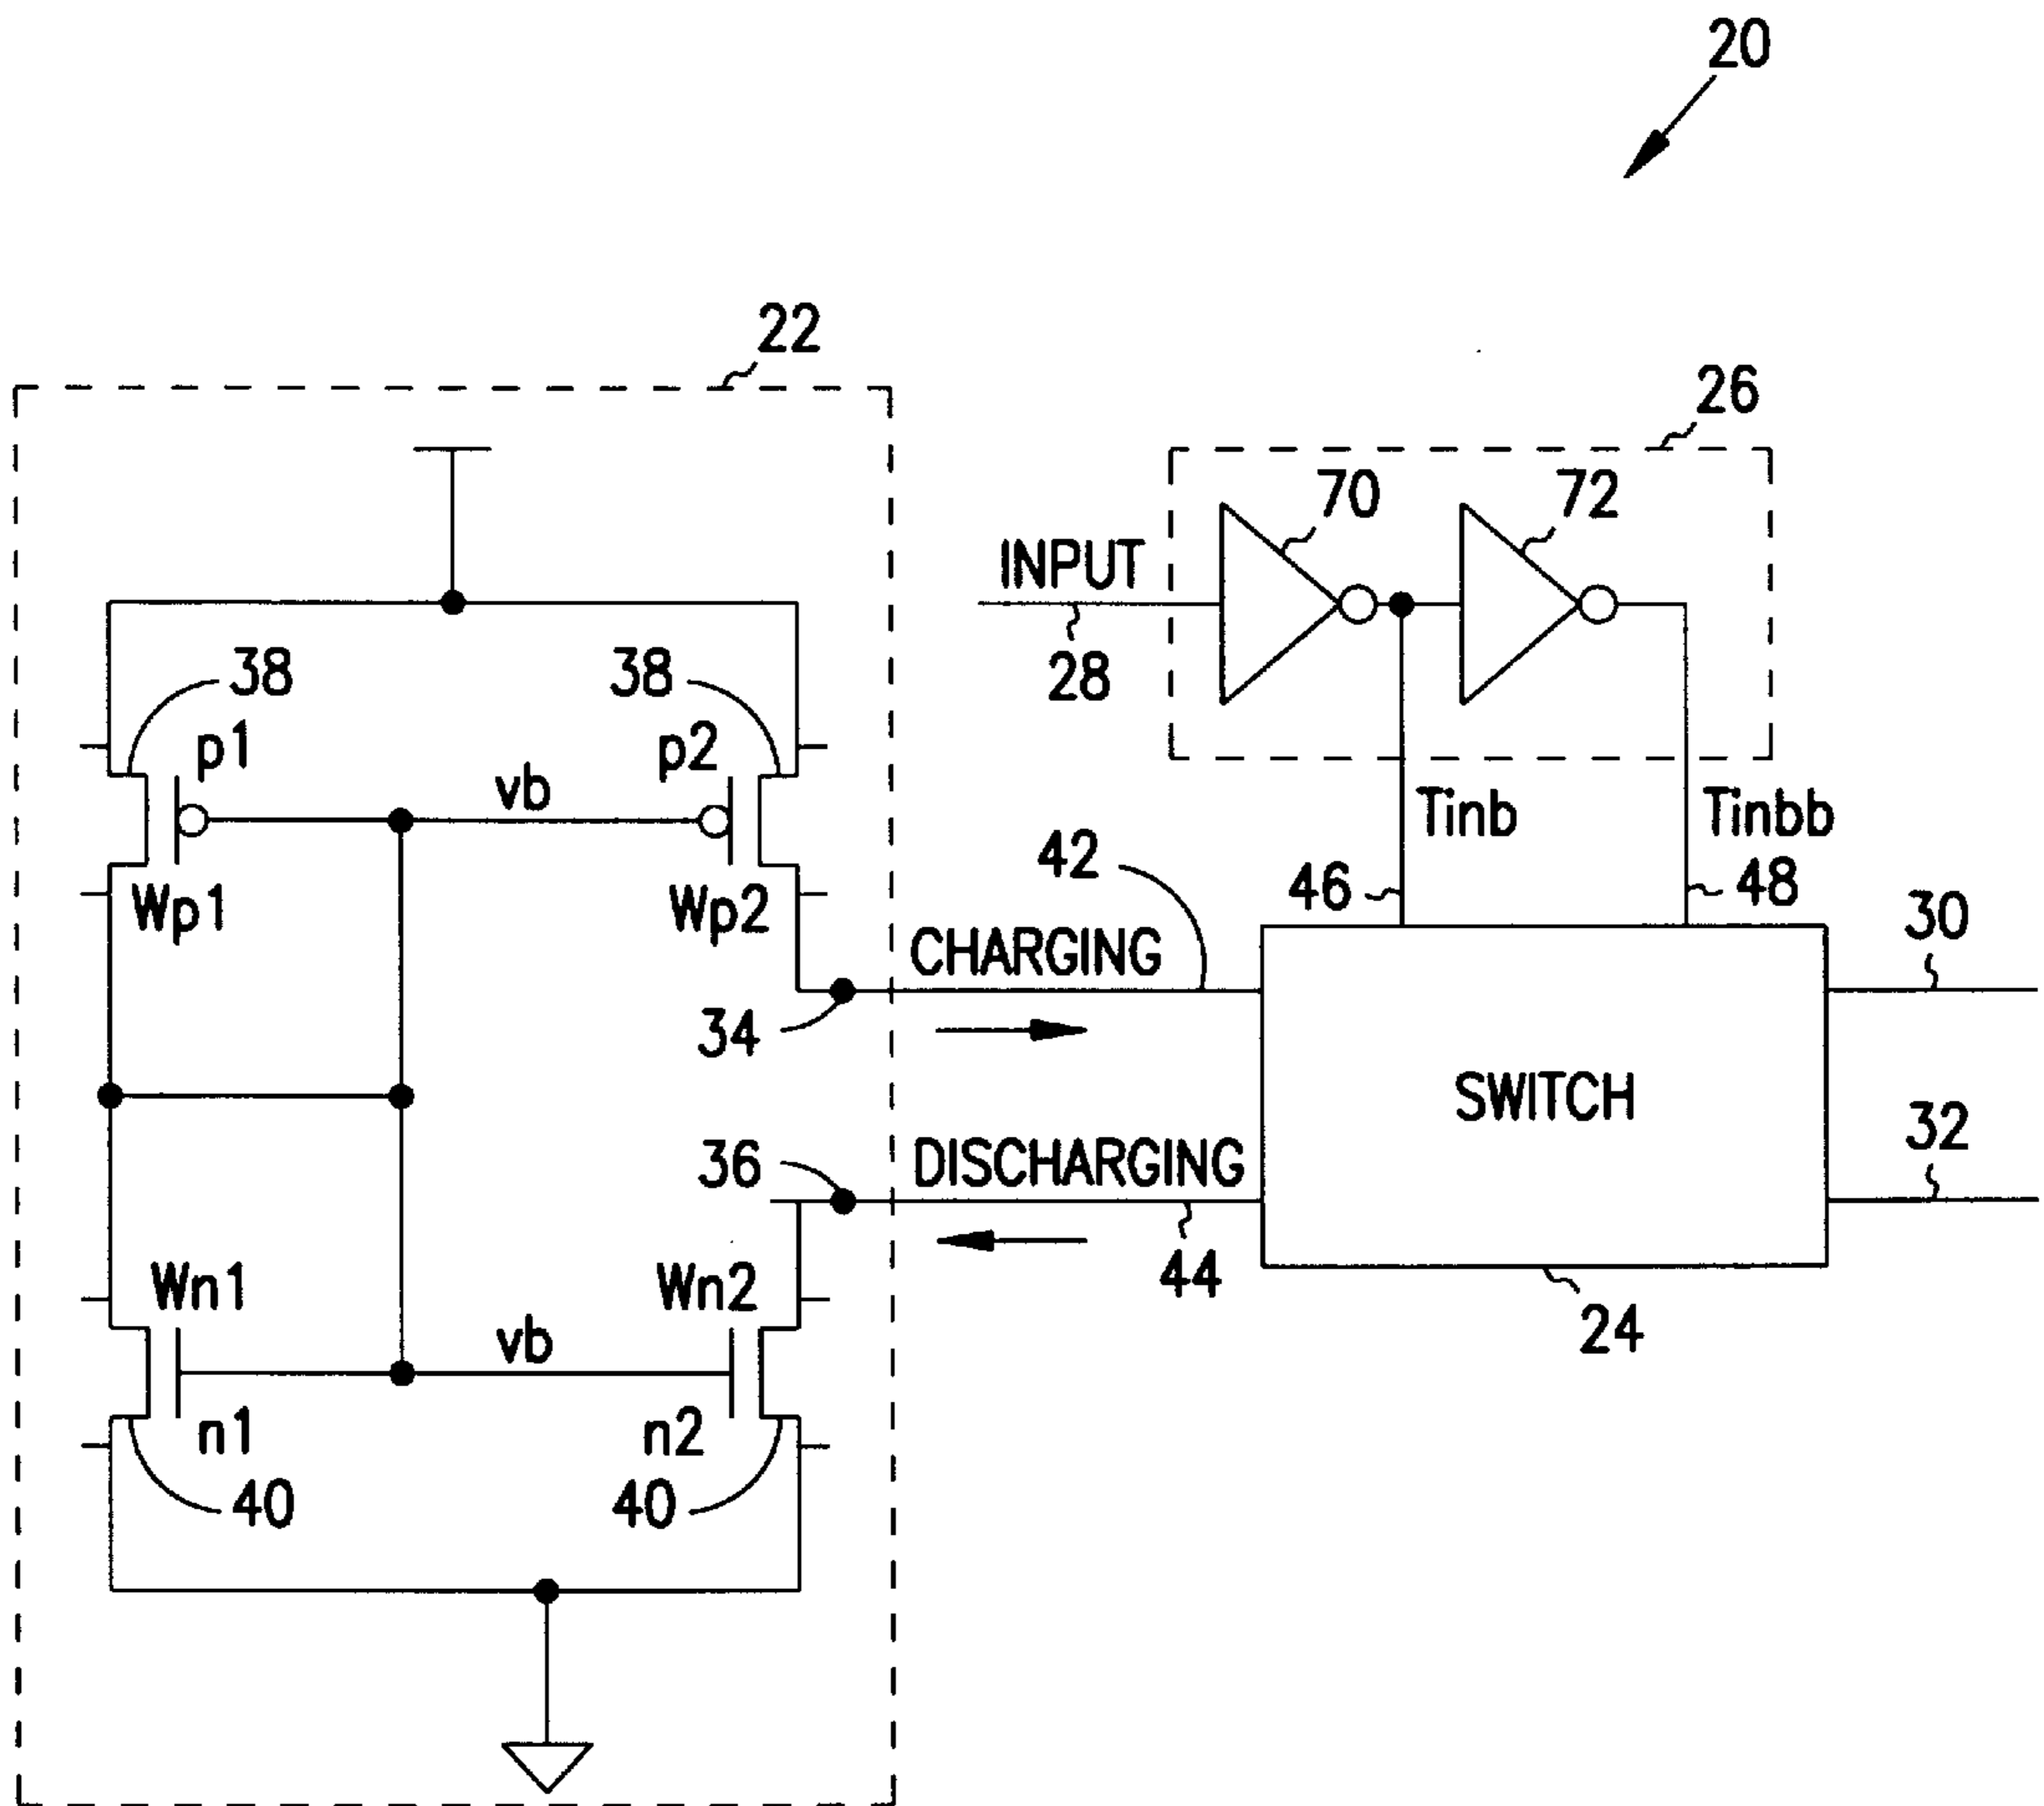 20
22
26
70
72
INPUT
28
38
38
p1
p2
vb
Tinb
Tinbb
42
46
48
30
Wp1
Wp2
CHARGING
34
SWITCH
32
36
DISCHARGING
Wn1
Wn2
44
24
vb
n1
n2
40
40